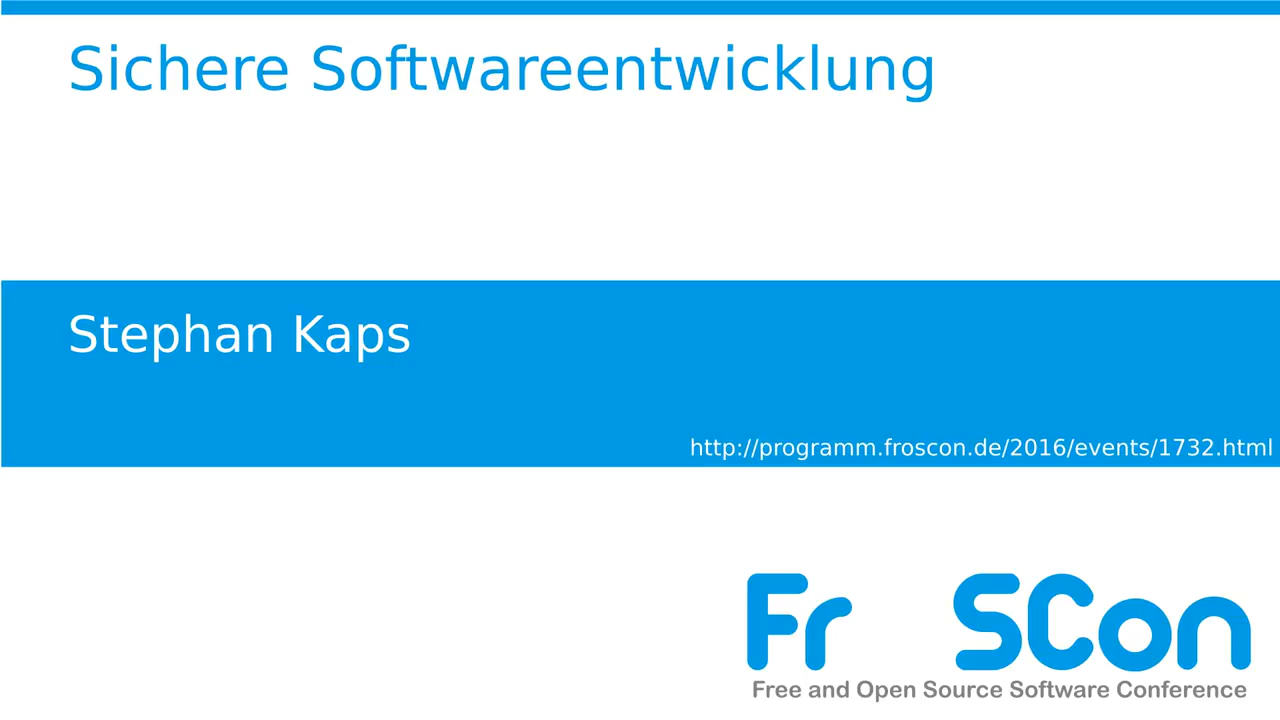 Sichere Softwareentwicklung
Stephan Kaps
http://programm.froscon.de/2016/events/1732.html
Fr SCon
Free and Open Source Software Conference